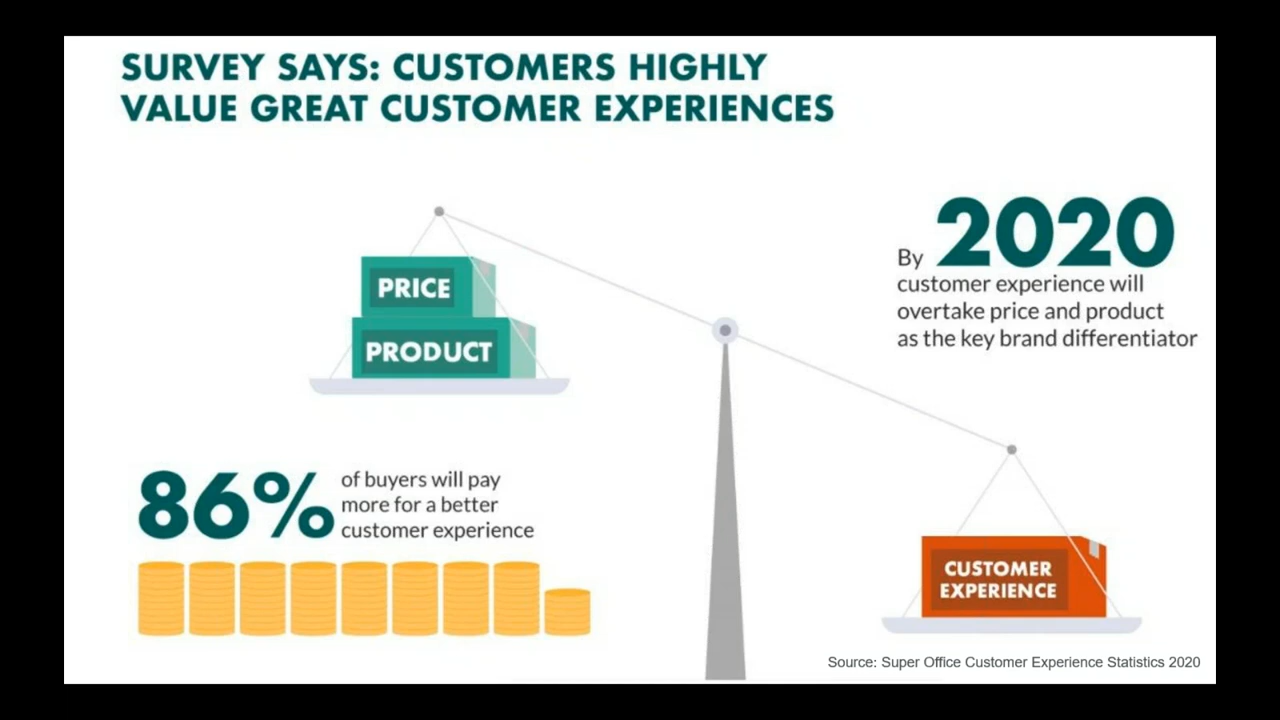 SURVEY SAYS: CUSTOMERS HIGHLY
VALUE GREAT CUSTOMER EXPERIENCES
PRICE
PRODUCT
By 2020
customer experience will
overtake price and product
as the key brand differentiator
86% of buyers will pay
more for a better
customer experience
CUSTOMER
EXPERIENCE
Source: Super Office Customer Experience Statistics 2020